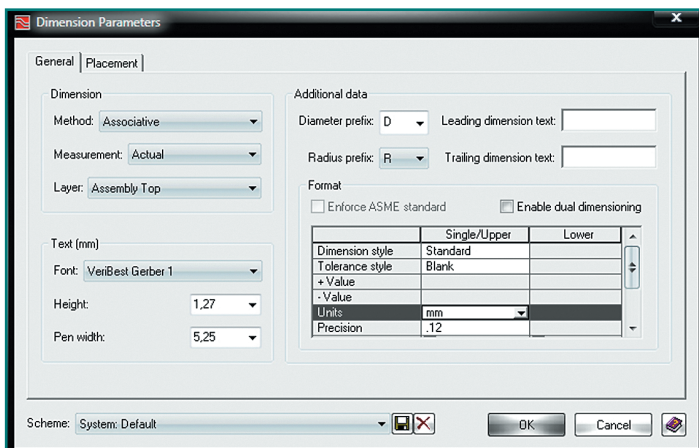 Dimension Parameters
X
General Placement
Dimension
Method: Associative
Measurement: Actual
Layer: Assembly Top
Text (mm)
Font: VeriBest Gerber 1
Height: 1,27
Pen width: 5,25
Additional data
Diameter prefix: D Leading dimension text:
Radius prefix: R Trailing dimension text:
Format
Enforce ASME standard Enable dual dimensioning
Single/Upper Lower
Dimension style Standard
Tolerance style Blank
+ Value
- Value
Units mm
Precision .12
Scheme: System: Default OK Cancel